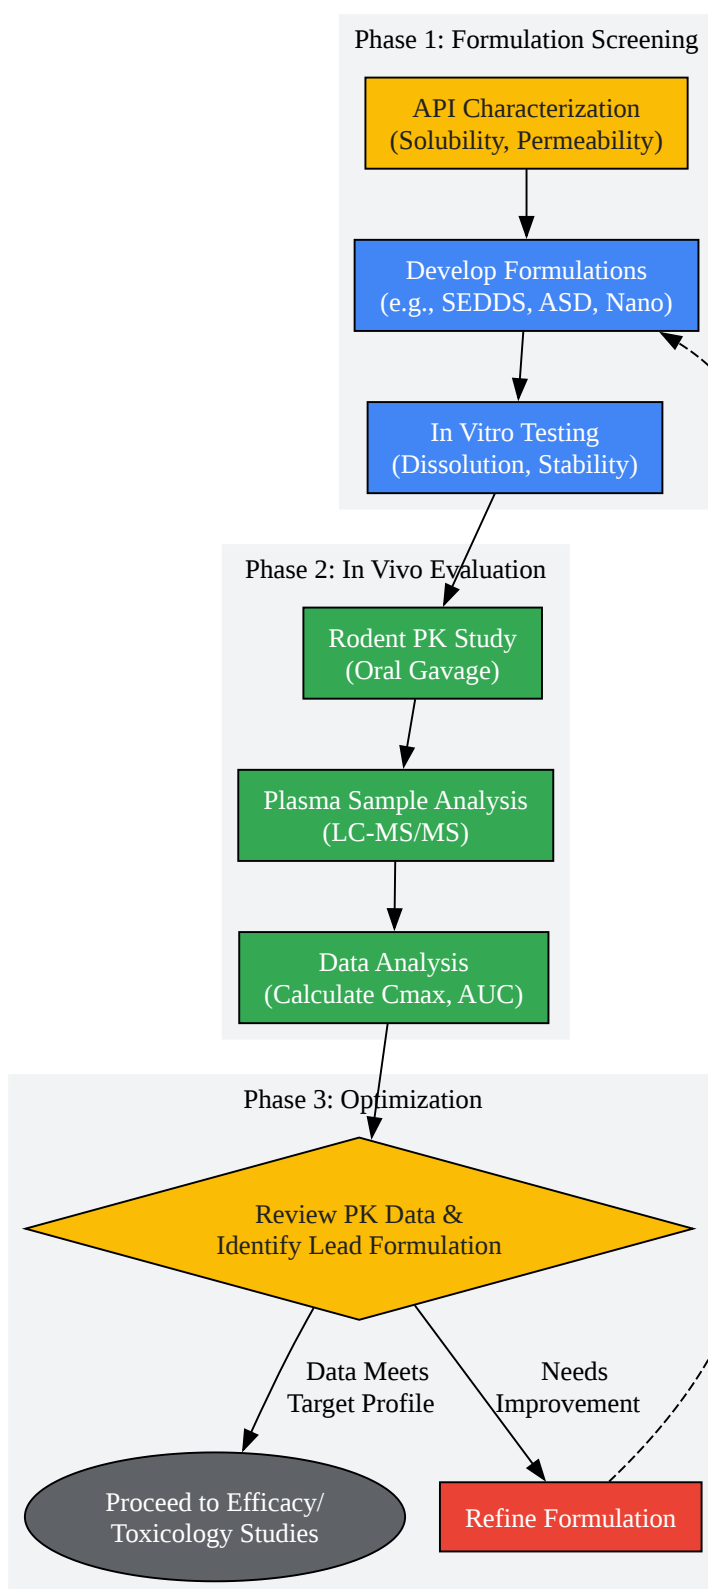 Phase 1: Formulation Screening
API Characterization
(Solubility, Permeability)
Develop Formulations
(e.g., SEDDS, ASD, Nano)
In Vitro Testing
(Dissolution, Stability)
Phase 2: In Vivo Evaluation
Rodent PK Study
(Oral Gavage)
Plasma Sample Analysis
(LC-MS/MS)
Data Analysis
(Calculate Cmax, AUC)
Phase 3: Optimization
Review PK Data &
Identify Lead Formulation
Data Meets
Target Profile
Needs
Improvement
Proceed to Efficacy/
Toxicology Studies
Refine Formulation